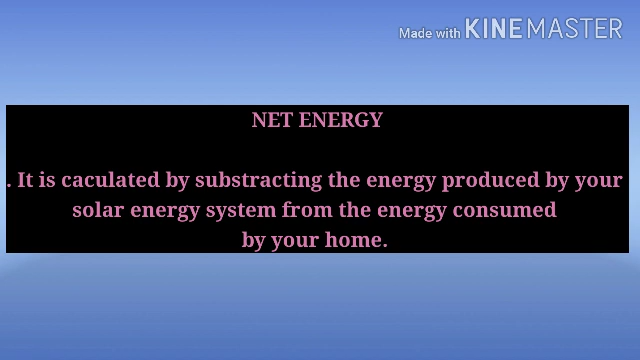 Made with KINEMASTER
NET ENERGY
. It is caculated by substracting the energy produced by your
solar energy system from the energy consumed
by your home.